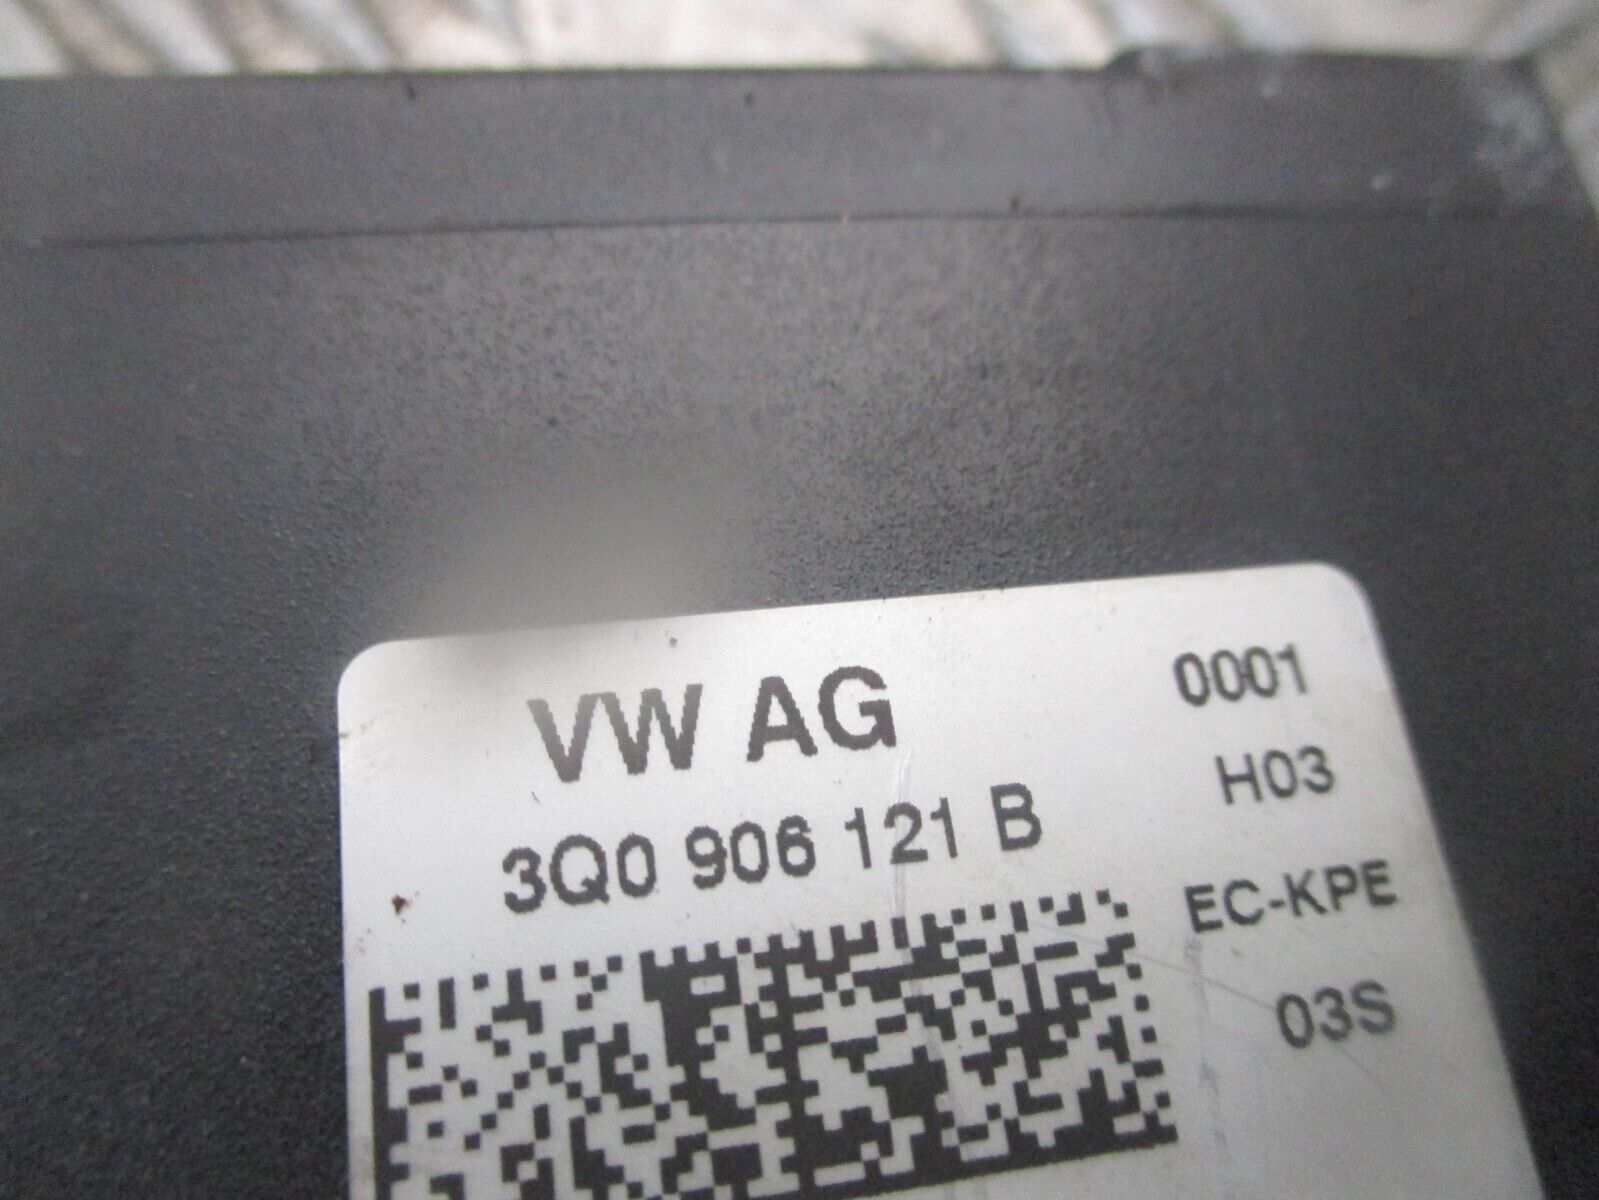 VW AG
3Q0 906 121 B
0001
H03
EC-KPE
03S